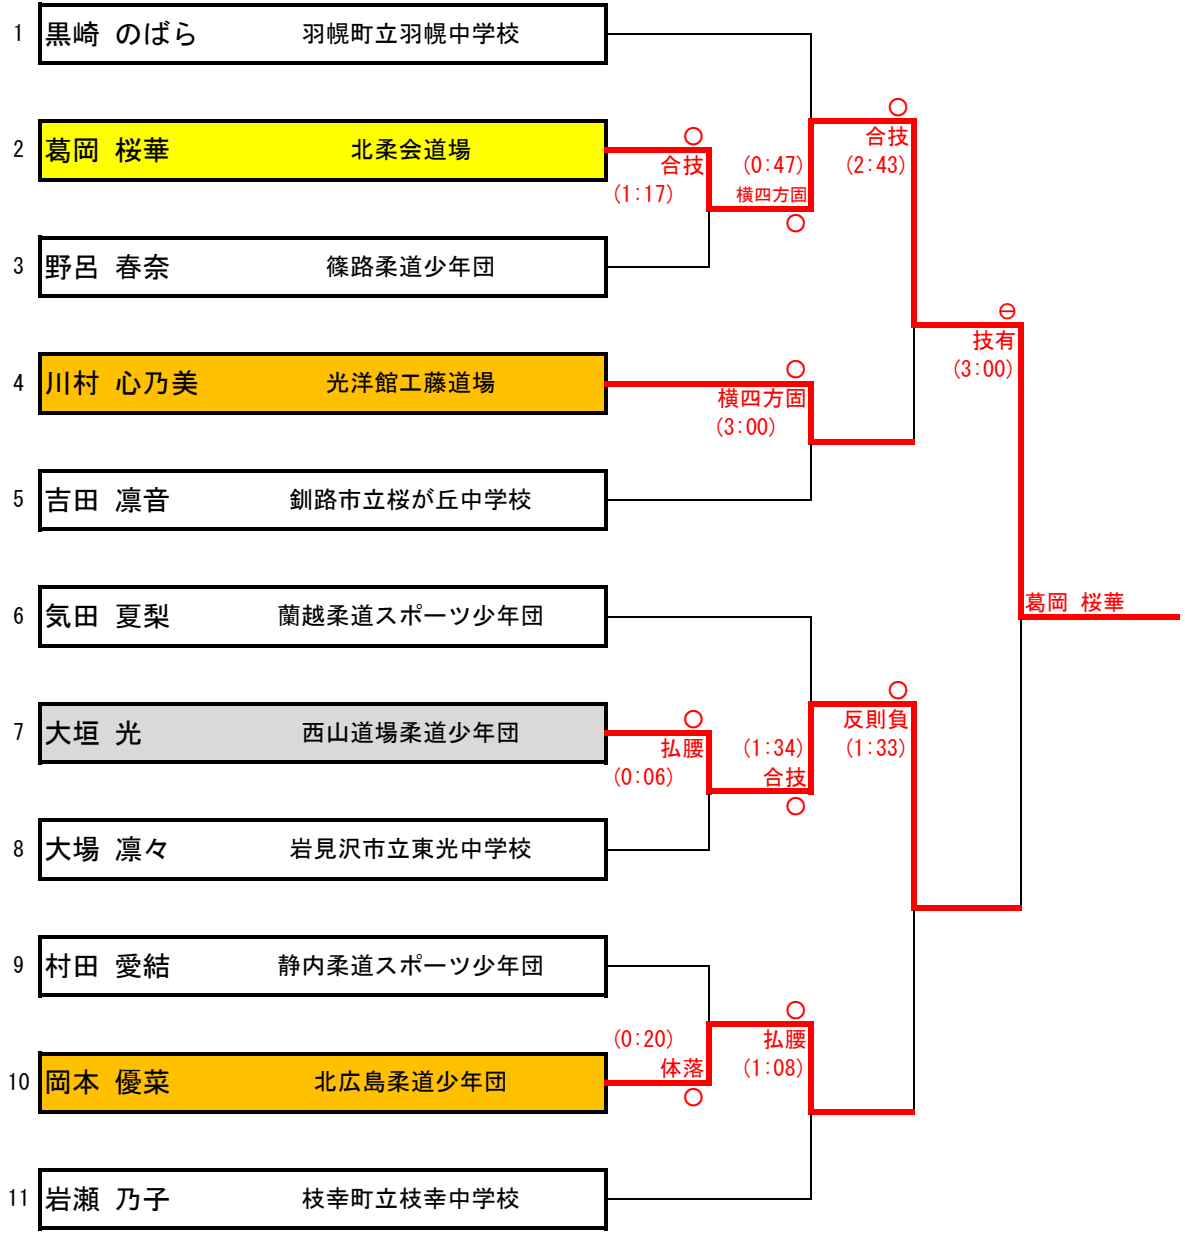 1 黒崎 のばら 羽幌町立羽幌中学校
○
2 葛岡 桜華 北柔会道場
○
合技
(1:17)
(0:47)
横四方固
○
合技
(2:43)
3 野呂 春奈 篠路柔道少年団
⊖
技有
(3:00)
4 川村 心乃美 光洋館工藤道場
○
横四方固
(3:00)
5 吉田 凛音 釧路市立桜が丘中学校
6 気田 夏梨 蘭越柔道スポーツ少年団
葛岡 桜華
7 大垣 光 西山道場柔道少年団
○
払腰
(0:06)
(1:34)
合技
○
○
反則負
(1:33)
8 大場 凛々 岩見沢市立東光中学校
9 村田 愛結 静内柔道スポーツ少年団
○
払腰
(1:08)
10 岡本 優菜 北広島柔道少年団
(0:20)
体落
○
11 岩瀬 乃子 枝幸町立枝幸中学校